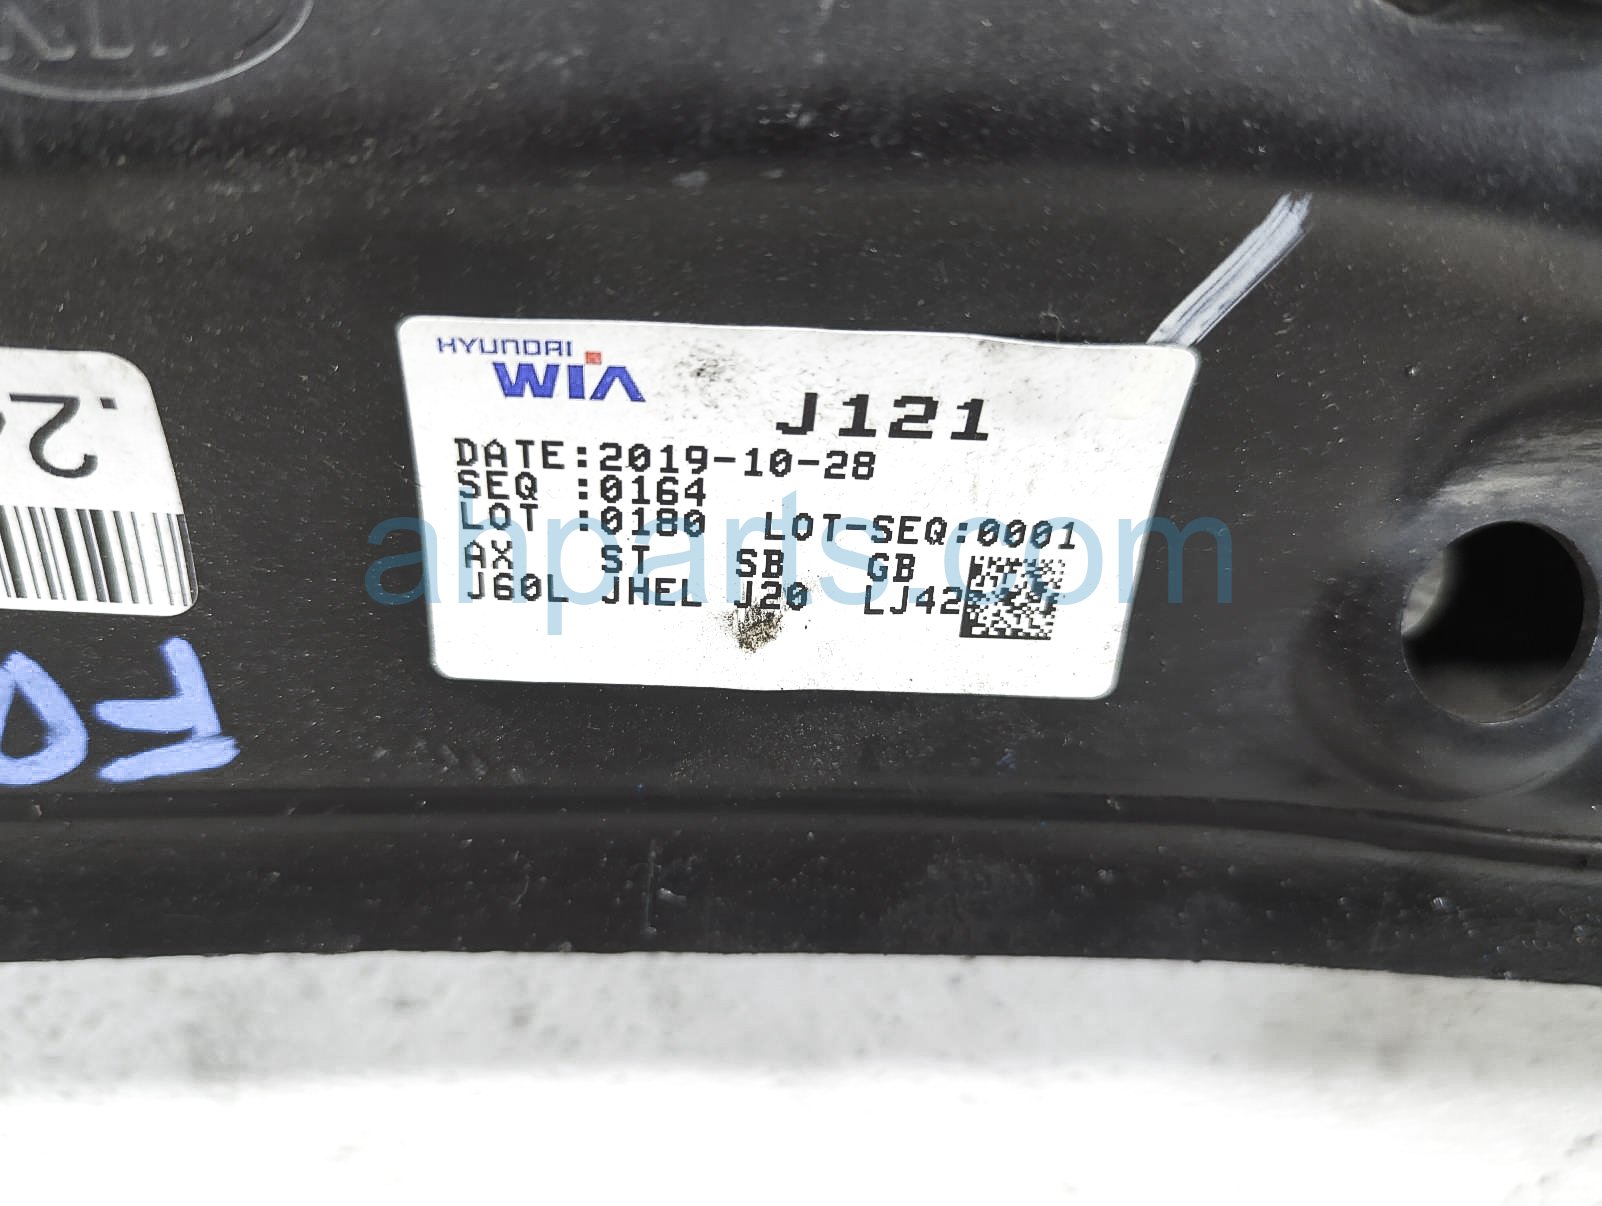 HYUNDAI
WIA
J121
DATE:2019-10-28
SEQ :0164
LOT :0180 LOT-SEQ:0001
AX ST SB GB
J60L JHEL J20 LJ42
ahparts.com